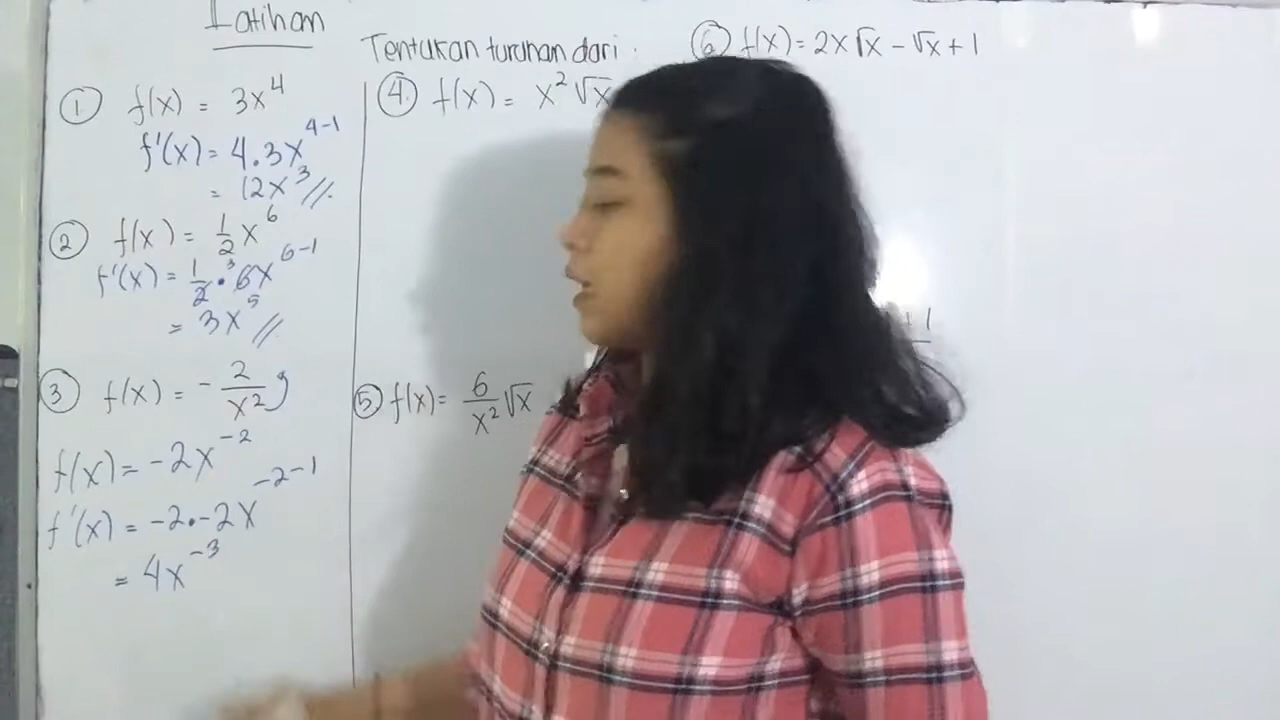 Latihan
Tentukan turunan dari :
① f(x) = 3x⁴
f'(x) = 4.3x⁴⁻¹
= 12x³//.
② f(x) = 1/2 x⁶
f'(x) = 1/2 • 6x⁶⁻¹ ³
= 3x⁵ //
③ f(x) = - 2/x²
f(x) = -2x⁻²
f'(x) = -2.-2x⁻²⁻¹
= 4x⁻³
④ f(x) = x²√x
⑤ f(x) = 6/x² √x
⑥ f(x) = 2x√x - √x + 1
+ 1